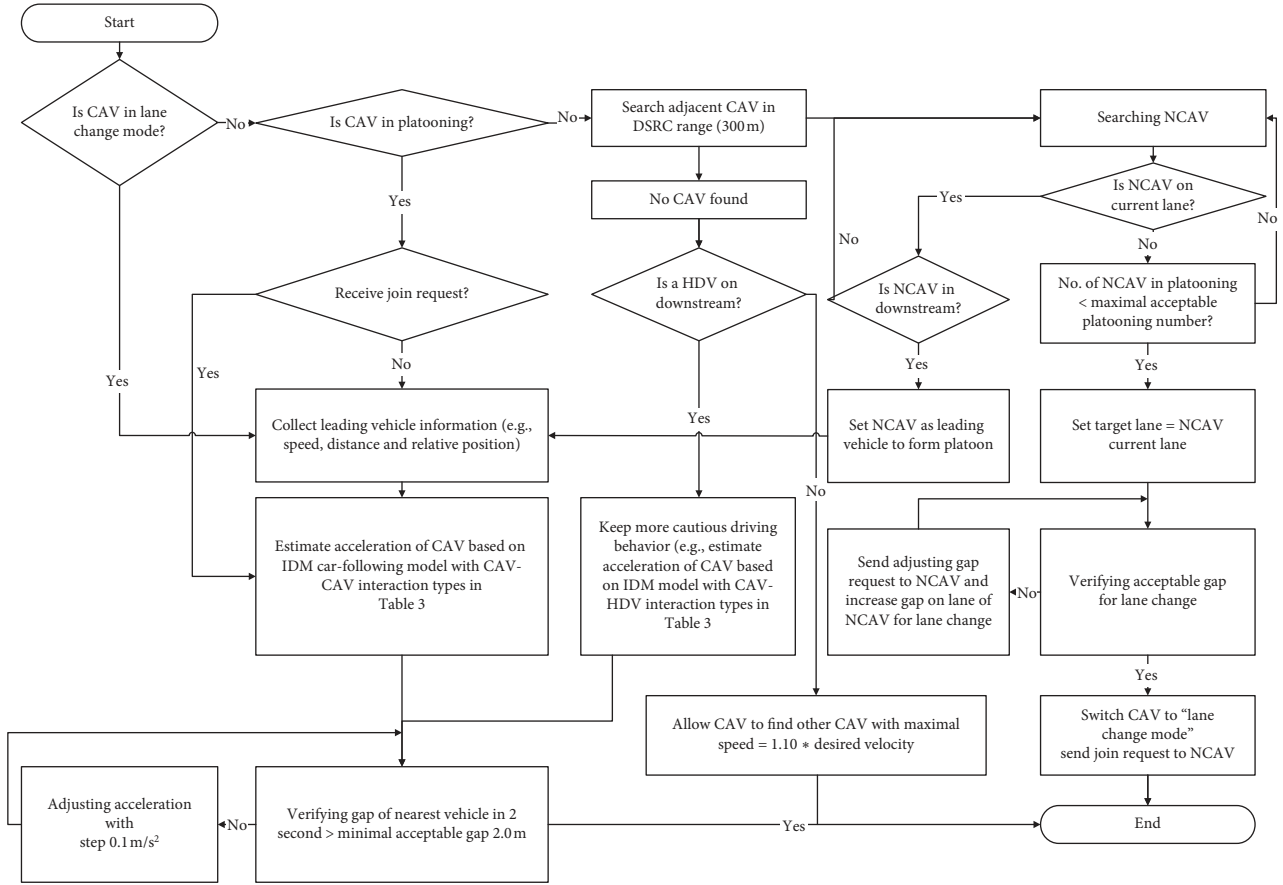 Start
Is CAV in lane
change mode?
No
Is CAV in platooning?
No
Search adjacent CAV in
DSRC range (300 m)
Searching NCAV
No CAV found
Is NCAV on
current lane?
Yes
Yes
No
No
No
Receive join request?
Is a HDV on
downstream?
Is NCAV in
downstream?
No. of NCAV in platooning
< maximal acceptable
platooning number?
Yes
Yes
No
Yes
Yes
Yes
Collect leading vehicle information (e.g.,
speed, distance and relative position)
Set NCAV as leading
vehicle to form platoon
Set target lane = NCAV
current lane
No
Estimate acceleration of CAV based on
IDM car-following model with CAV-
CAV interaction types in
Table 3
Keep more cautious driving
behavior (e.g., estimate
acceleration of CAV based
on IDM model with CAV-
HDV interaction types in
Table 3
Send adjusting gap
request to NCAV and
increase gap on lane of
NCAV for lane change
No
Verifying acceptable gap
for lane change
Yes
Allow CAV to find other CAV with maximal
speed = 1.10 ∗ desired velocity
Switch CAV to “lane
change mode”
send join request to NCAV
Adjusting acceleration
with
step 0.1 m/s²
No
Verifying gap of nearest vehicle in 2
second > minimal acceptable gap 2.0 m
Yes
End